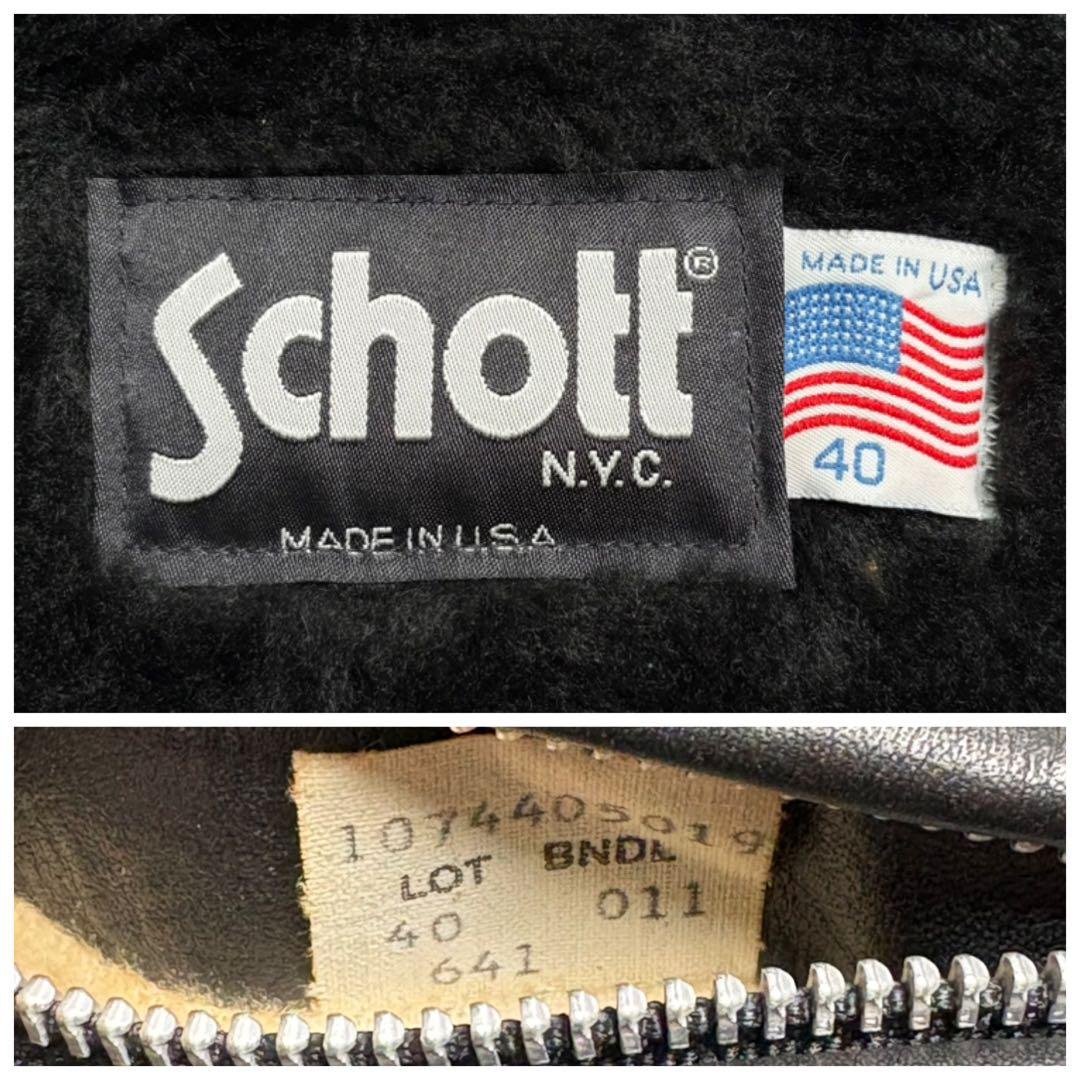 Schott®
N.Y.C.
MADE IN U.S.A.
MADE IN USA
40
1074405019
LOT BNDL
40 011
641